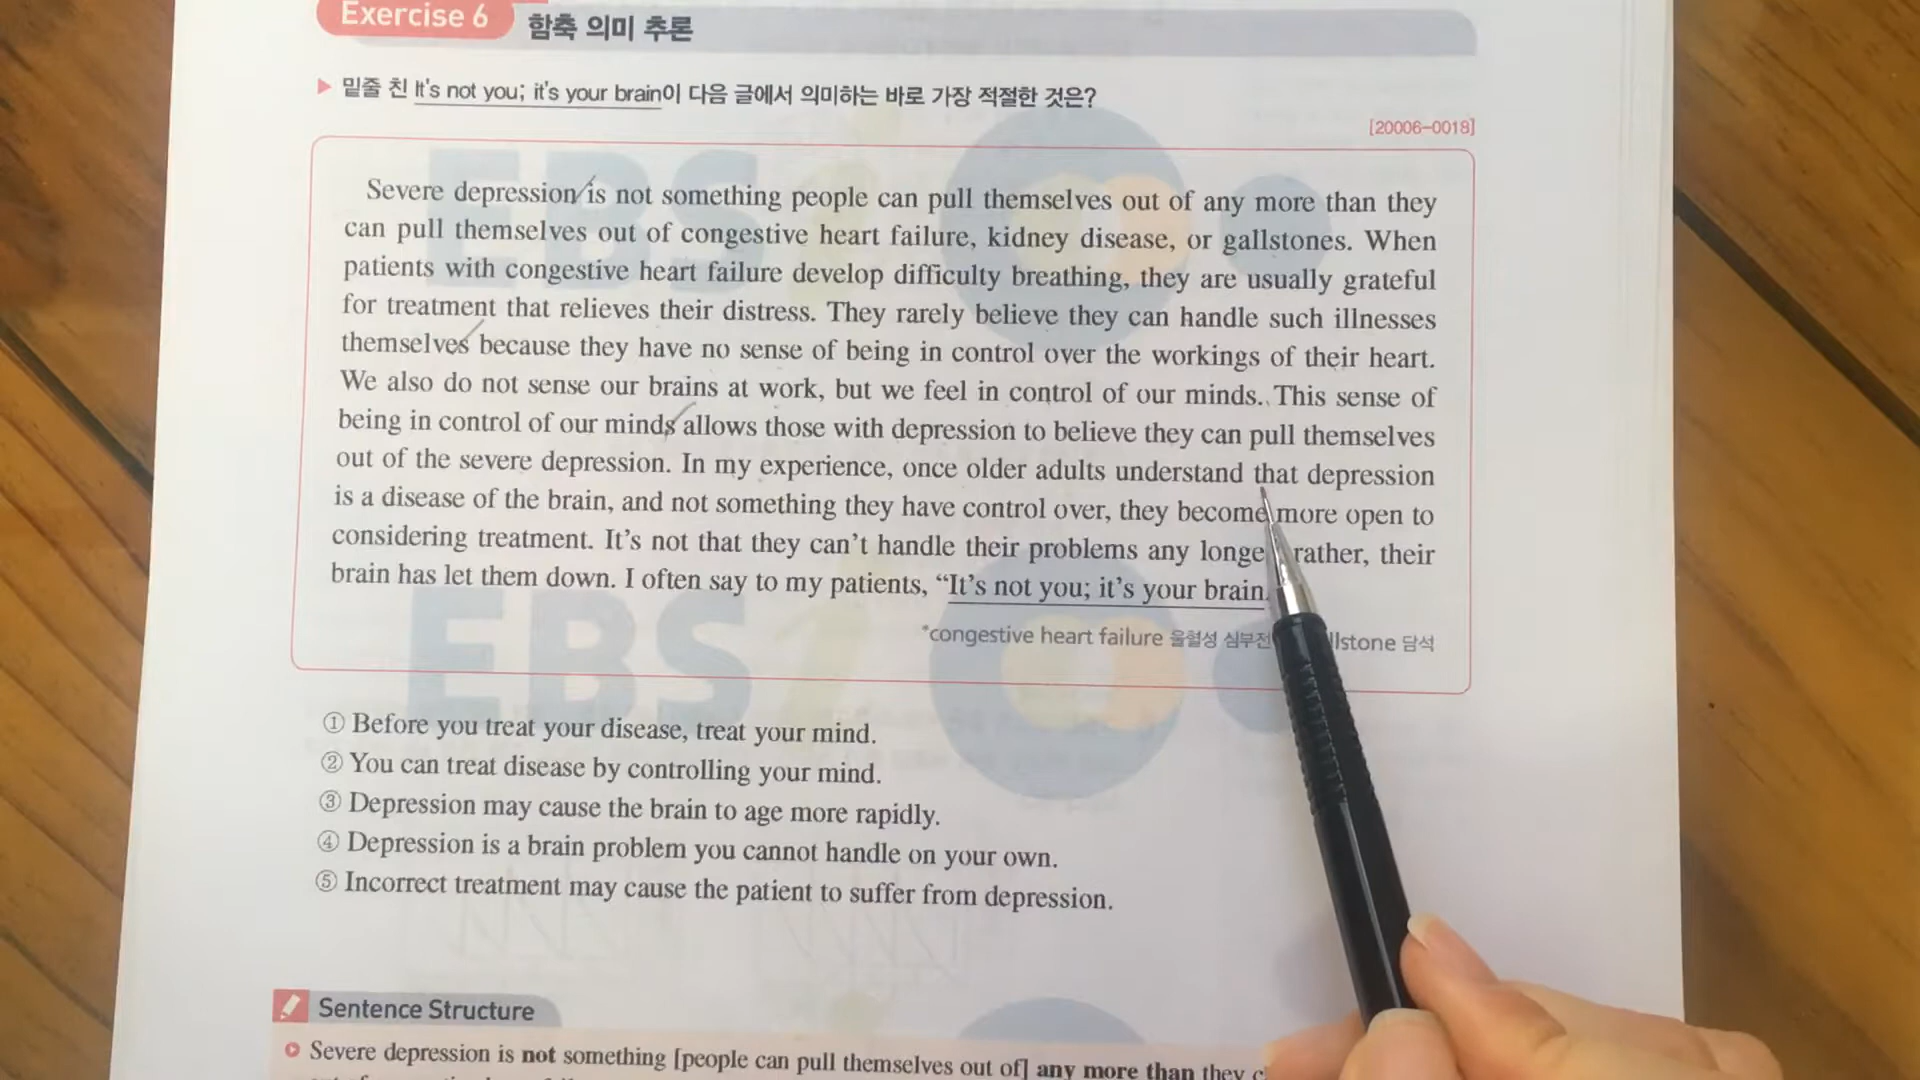 Exercise 6 함축 의미 추론
▶ 밑줄 친 It's not you; it's your brain이 다음 글에서 의미하는 바로 가장 적절한 것은?
[20006-0018]
Severe depression is not something people can pull themselves out of any more than they
can pull themselves out of congestive heart failure, kidney disease, or gallstones. When
patients with congestive heart failure develop difficulty breathing, they are usually grateful
for treatment that relieves their distress. They rarely believe they can handle such illnesses
themselves because they have no sense of being in control over the workings of their heart.
We also do not sense our brains at work, but we feel in control of our minds. This sense of
being in control of our minds allows those with depression to believe they can pull themselves
out of the severe depression. In my experience, once older adults understand that depression
is a disease of the brain, and not something they have control over, they become more open to
considering treatment. It's not that they can't handle their problems any longe rather, their
brain has let them down. I often say to my patients, “It's not you; it's your brain.
*congestive heart failure 울혈성 심부전 llstone 담석
① Before you treat your disease, treat your mind.
② You can treat disease by controlling your mind.
③ Depression may cause the brain to age more rapidly.
④ Depression is a brain problem you cannot handle on your own.
⑤ Incorrect treatment may cause the patient to suffer from depression.
Sentence Structure
Severe depression is not something [people can pull themselves out of] any more than they c
EBS
EBS